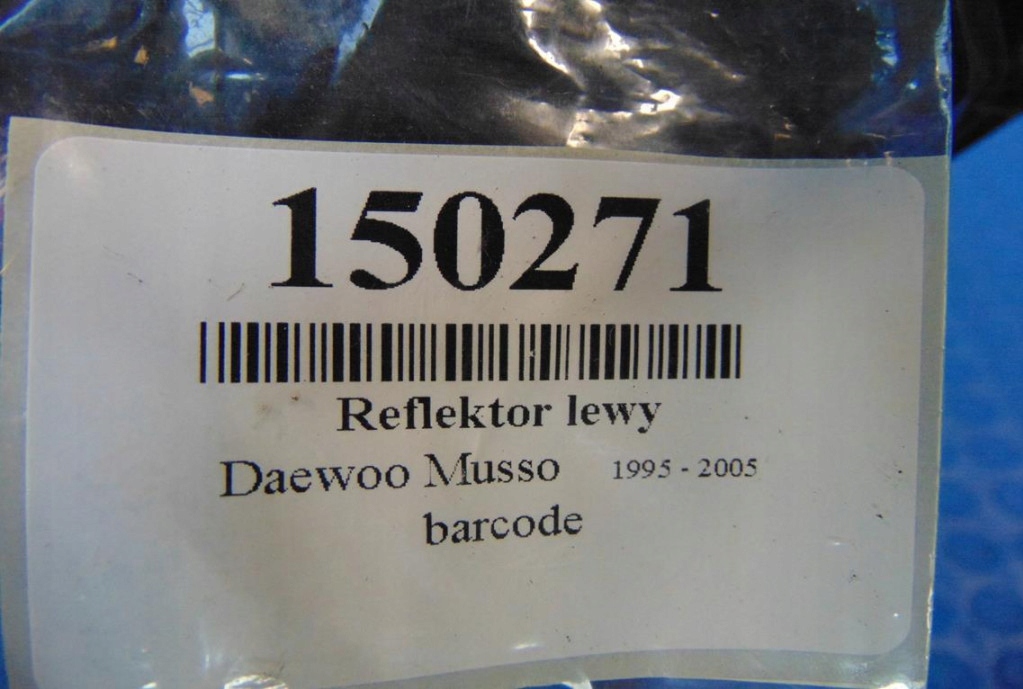 150271
Reflektor lewy
Daewoo Musso 1995 - 2005
barcode